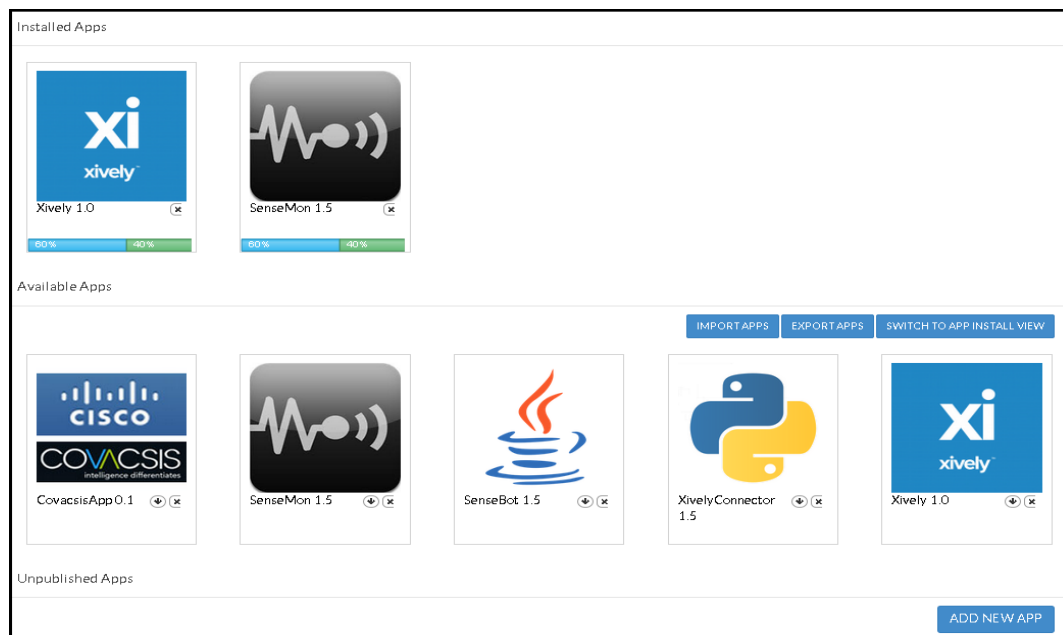 Installed Apps
xi
xively™
Xively 1.0
SenseMon 1.5
60% 40%
60% 40%
Available Apps
IMPORT APPS
EXPORT APPS
SWITCH TO APP INSTALL VIEW
CISCO
COVACSIS
intelligence differentiates
CovacsisApp 0.1
SenseMon 1.5
SenseBot 1.5
XivelyConnector
1.5
xi
xively™
Xively 1.0
Unpublished Apps
ADD NEW APP